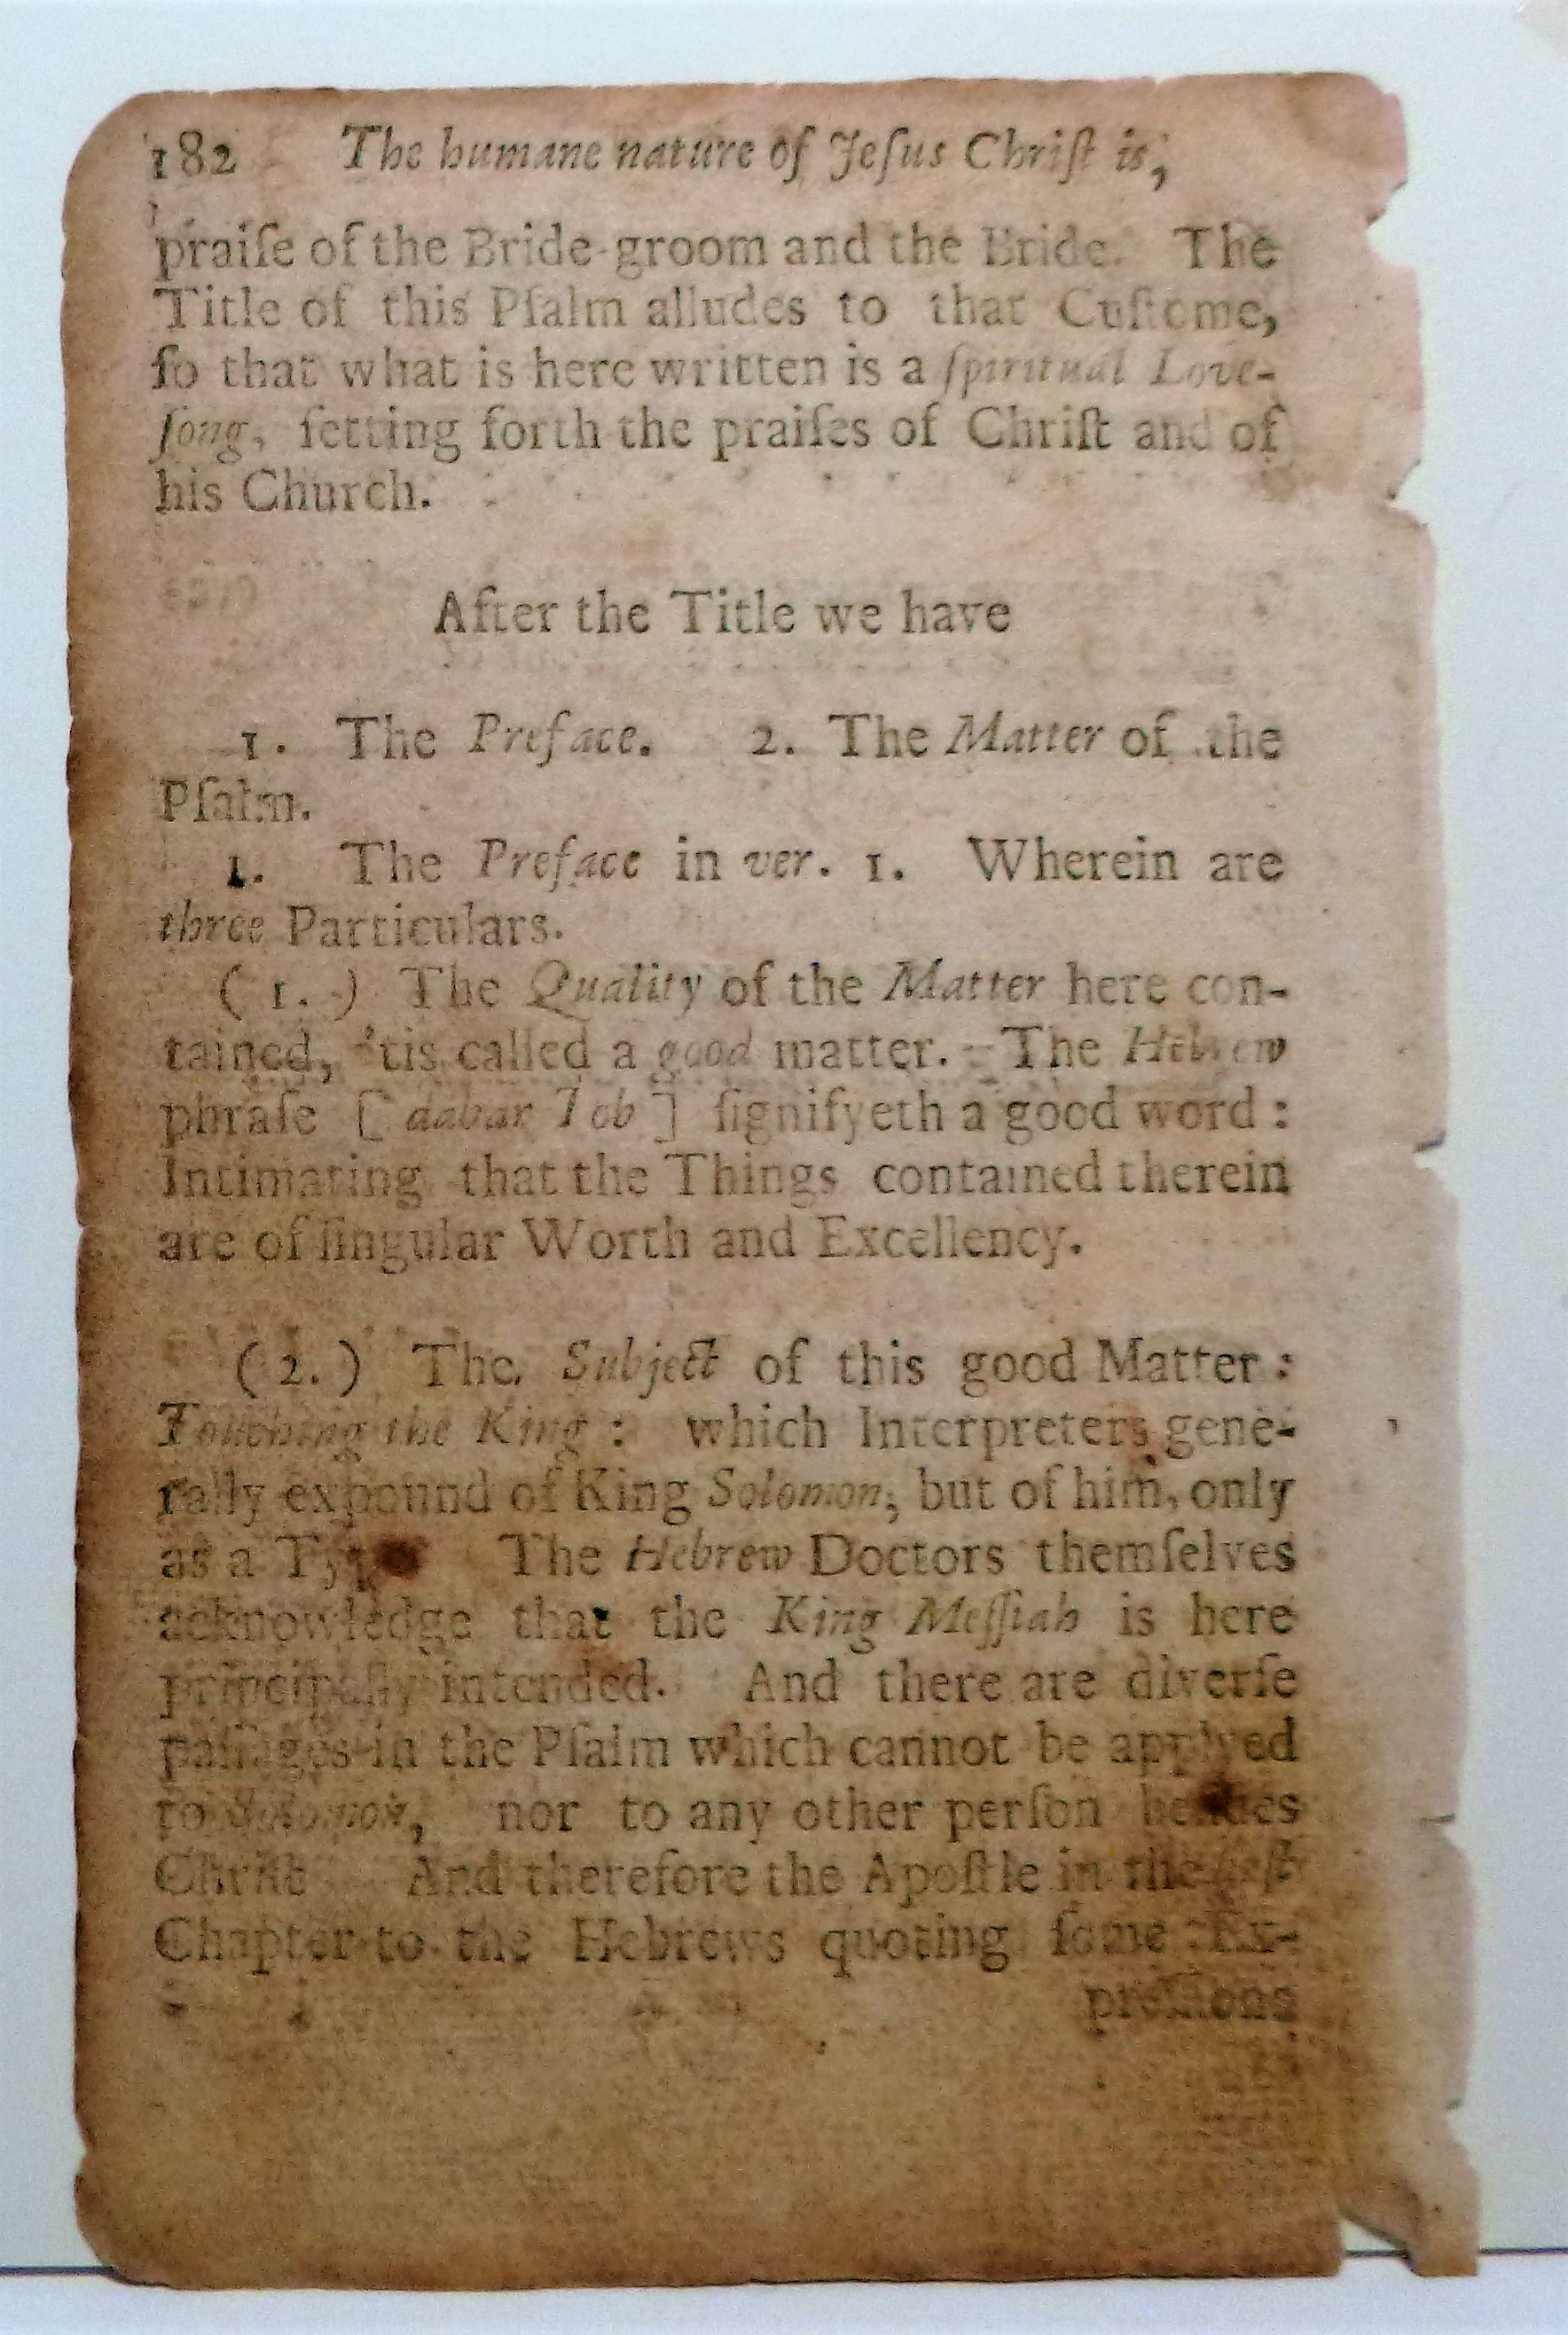 182 The humane nature of Jeſus Chriſt is,
praiſe of the Bride-groom and the Bride. The
Title of this Pſalm alludes to that Cuſtome,
ſo that what is here written is a ſpiritual Love-
ſong, ſetting forth the praiſes of Chriſt and of
his Church.
After the Title we have
1. The Preface. 2. The Matter of the
Pſalm.
1. The Preface in ver. 1. Wherein are
three Particulars.
(1.) The Quality of the Matter here con-
tained, 'tis called a good matter. The Hebrew
phraſe [dabar Tob] ſignifyeth a good word:
Intimating that the Things contained therein
are of ſingular Worth and Excellency.
(2.) The Subject of this good Matter:
Touching the King: which Interpreters gene-
rally expound of King Solomon, but of him, only
as a Type The Hebrew Doctors themſelves
acknowledge that the King Meſſiah is here
principally intended. And there are diverſe
paſſages in the Pſalm which cannot be applyed
to Solomon, nor to any other perſon beſides
Chriſt And therefore the Apoſtle in the
Chapter to the Hebrews quoting ſome Ex-
preſſions